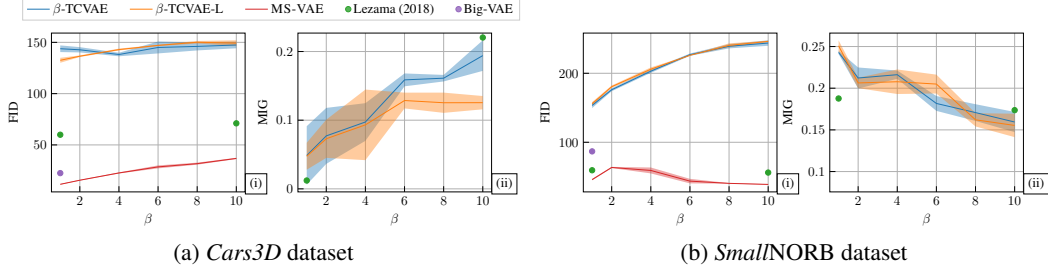 β-TCVAE β-TCVAE-L MS-VAE Lezama (2018) Big-VAE
FID
150
100
50
2 4 6 8 10
β
(i)
MIG
0.2
0.1
0
2 4 6 8 10
β
(ii)
FID
200
100
2 4 6 8 10
β
(i)
MIG
0.25
0.2
0.15
0.1
2 4 6 8 10
β
(ii)
(a) Cars3D dataset
(b) SmallNORB dataset